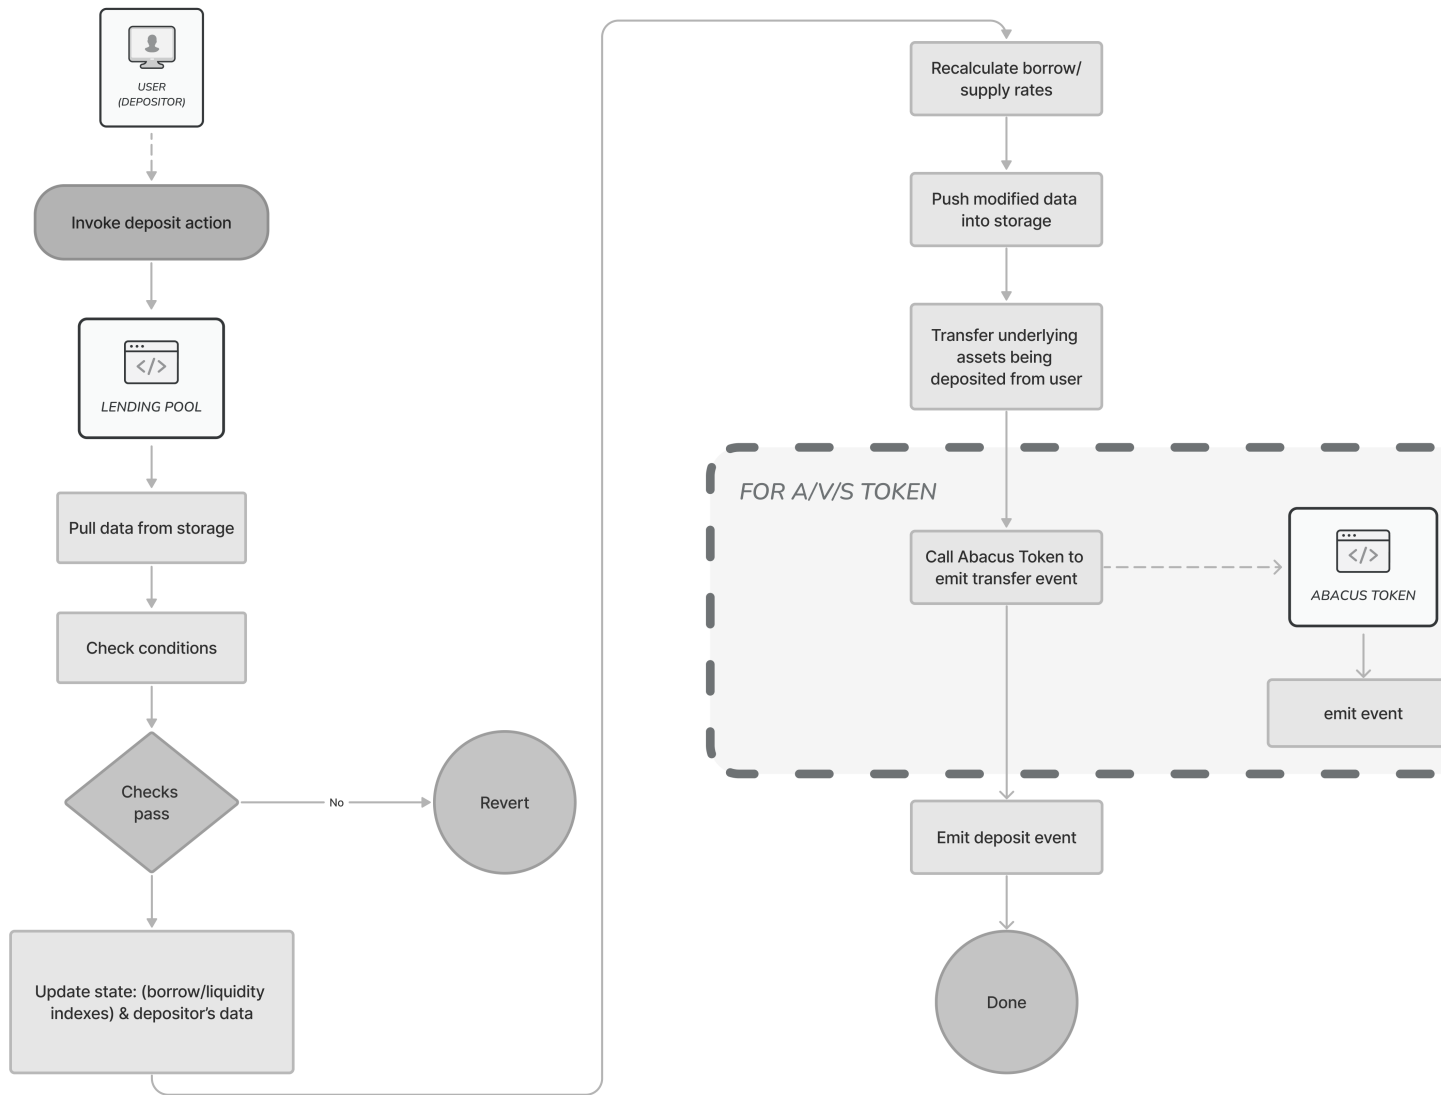 USER
(DEPOSITOR)
Invoke deposit action
LENDING POOL
Pull data from storage
Check conditions
Checks
pass
No
Revert
Update state: (borrow/liquidity
indexes) & depositor's data
Recalculate borrow/
supply rates
Push modified data
into storage
Transfer underlying
assets being
deposited from user
FOR A/V/S TOKEN
Call Abacus Token to
emit transfer event
</>
ABACUS TOKEN
emit event
Emit deposit event
Done